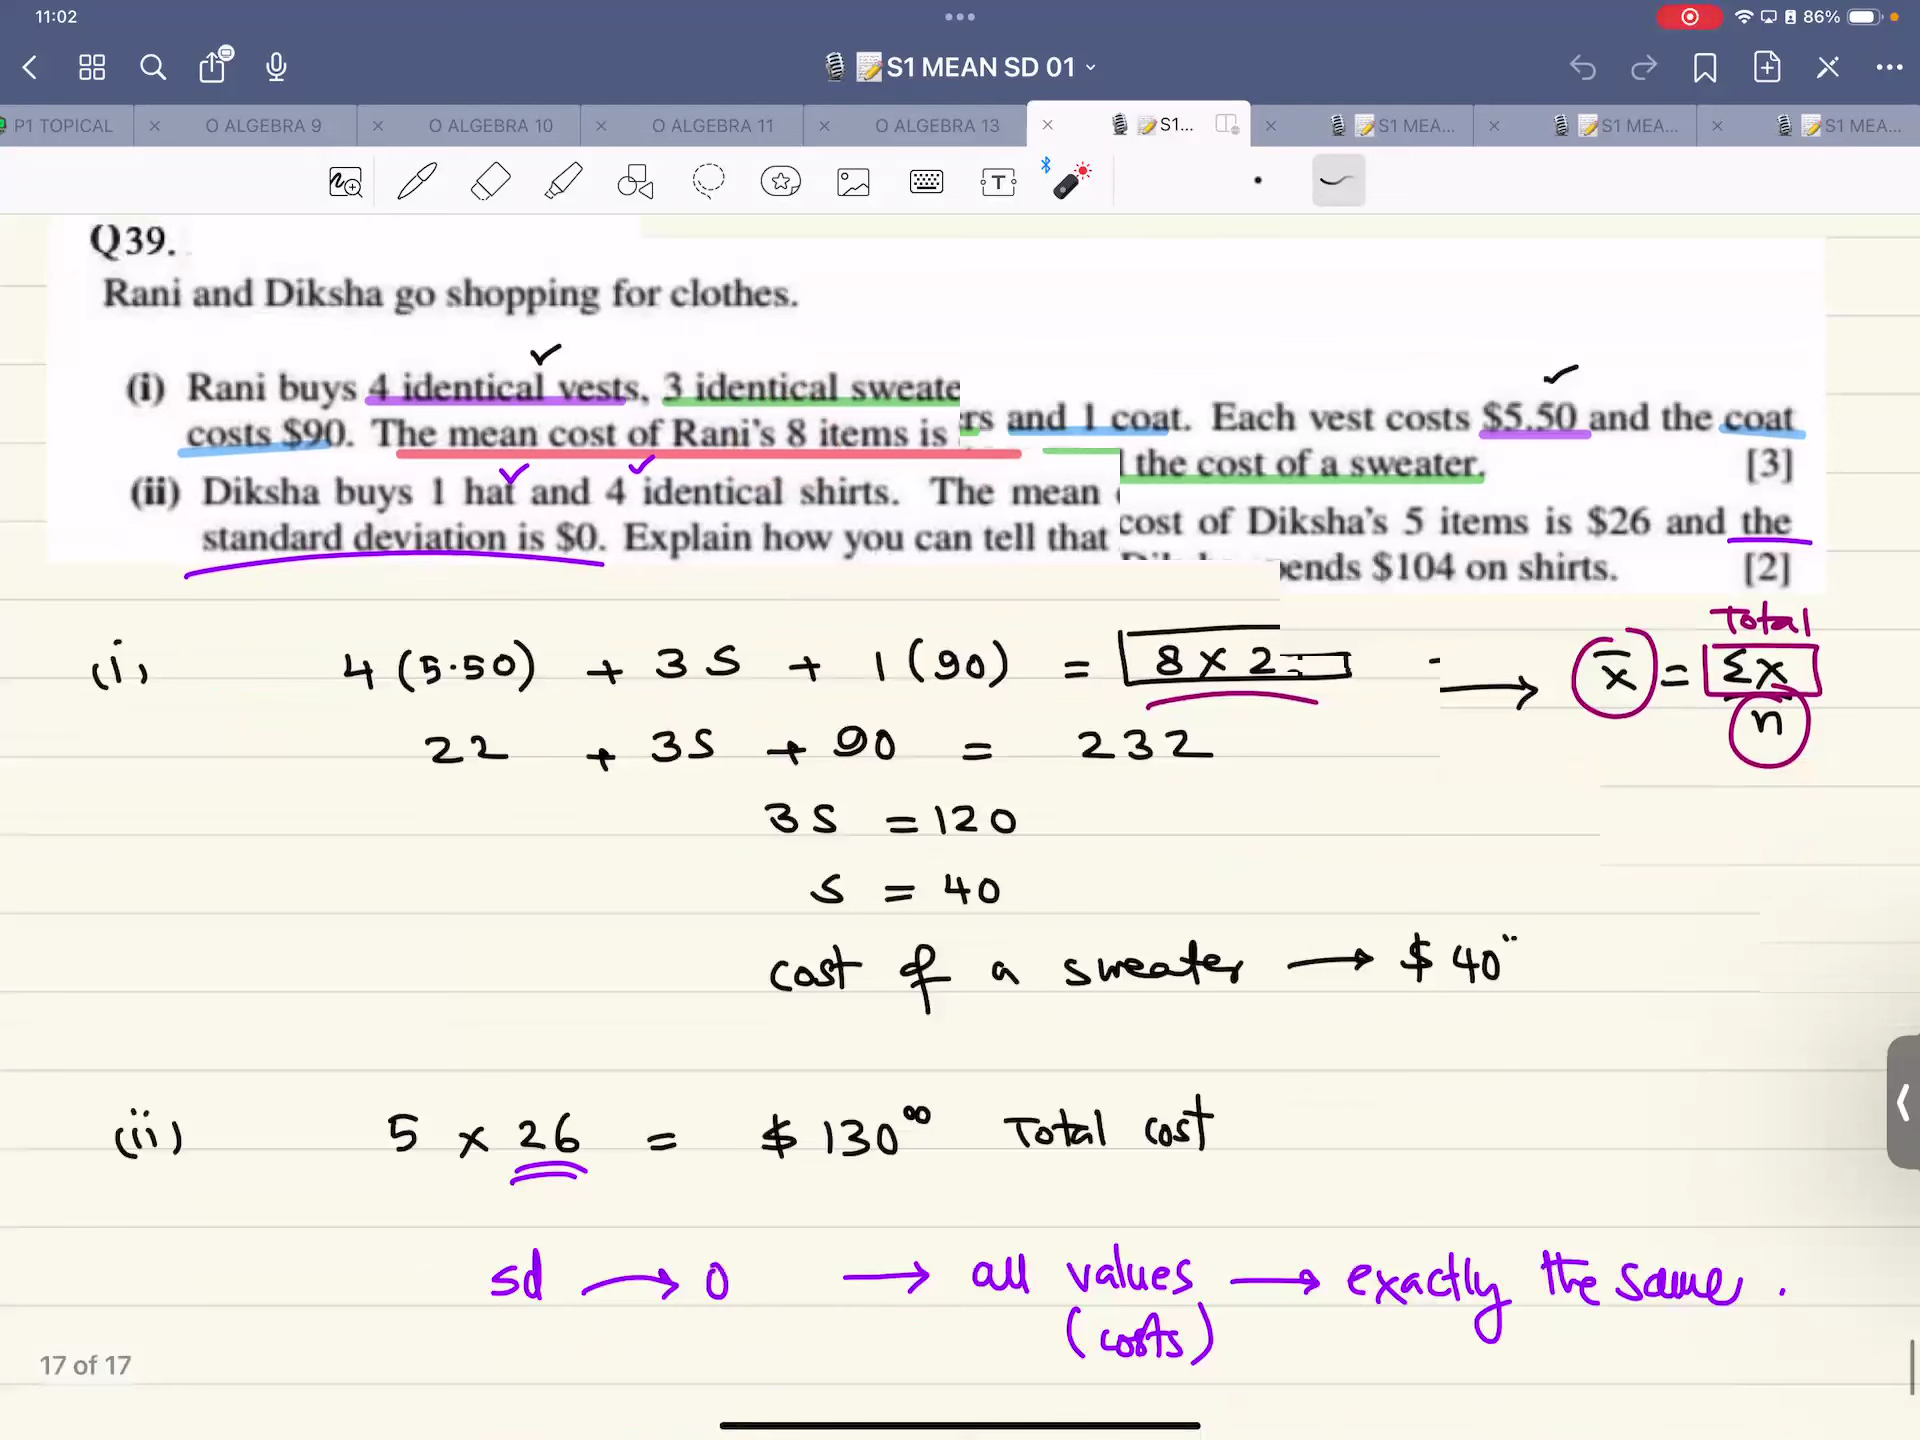 11:02
86%
S1 MEAN SD 01
P1 TOPICAL
O ALGEBRA 9
O ALGEBRA 10
O ALGEBRA 11
O ALGEBRA 13
S1...
S1 MEA...
S1 MEA...
S1 MEA...
Q39.
Rani and Diksha go shopping for clothes.
(i) Rani buys 4 identical vests, 3 identical sweaters and 1 coat. Each vest costs $5.50 and the coat
costs $90. The mean cost of Rani's 8 items is the cost of a sweater. [3]
(ii) Diksha buys 1 hat and 4 identical shirts. The mean cost of Diksha's 5 items is $26 and the
standard deviation is $0. Explain how you can tell that spends $104 on shirts. [2]
(i) 4(5.50) + 3S + 1(90) = 8 × 2 → x̄ = Σx/n
Total
22 + 3S + 90 = 232
3S = 120
S = 40
cost of a sweater → $40
(ii) 5 × 26 = $130⁰⁰ Total cost
sd → 0 → all values → exactly the same.
(costs)
17 of 17